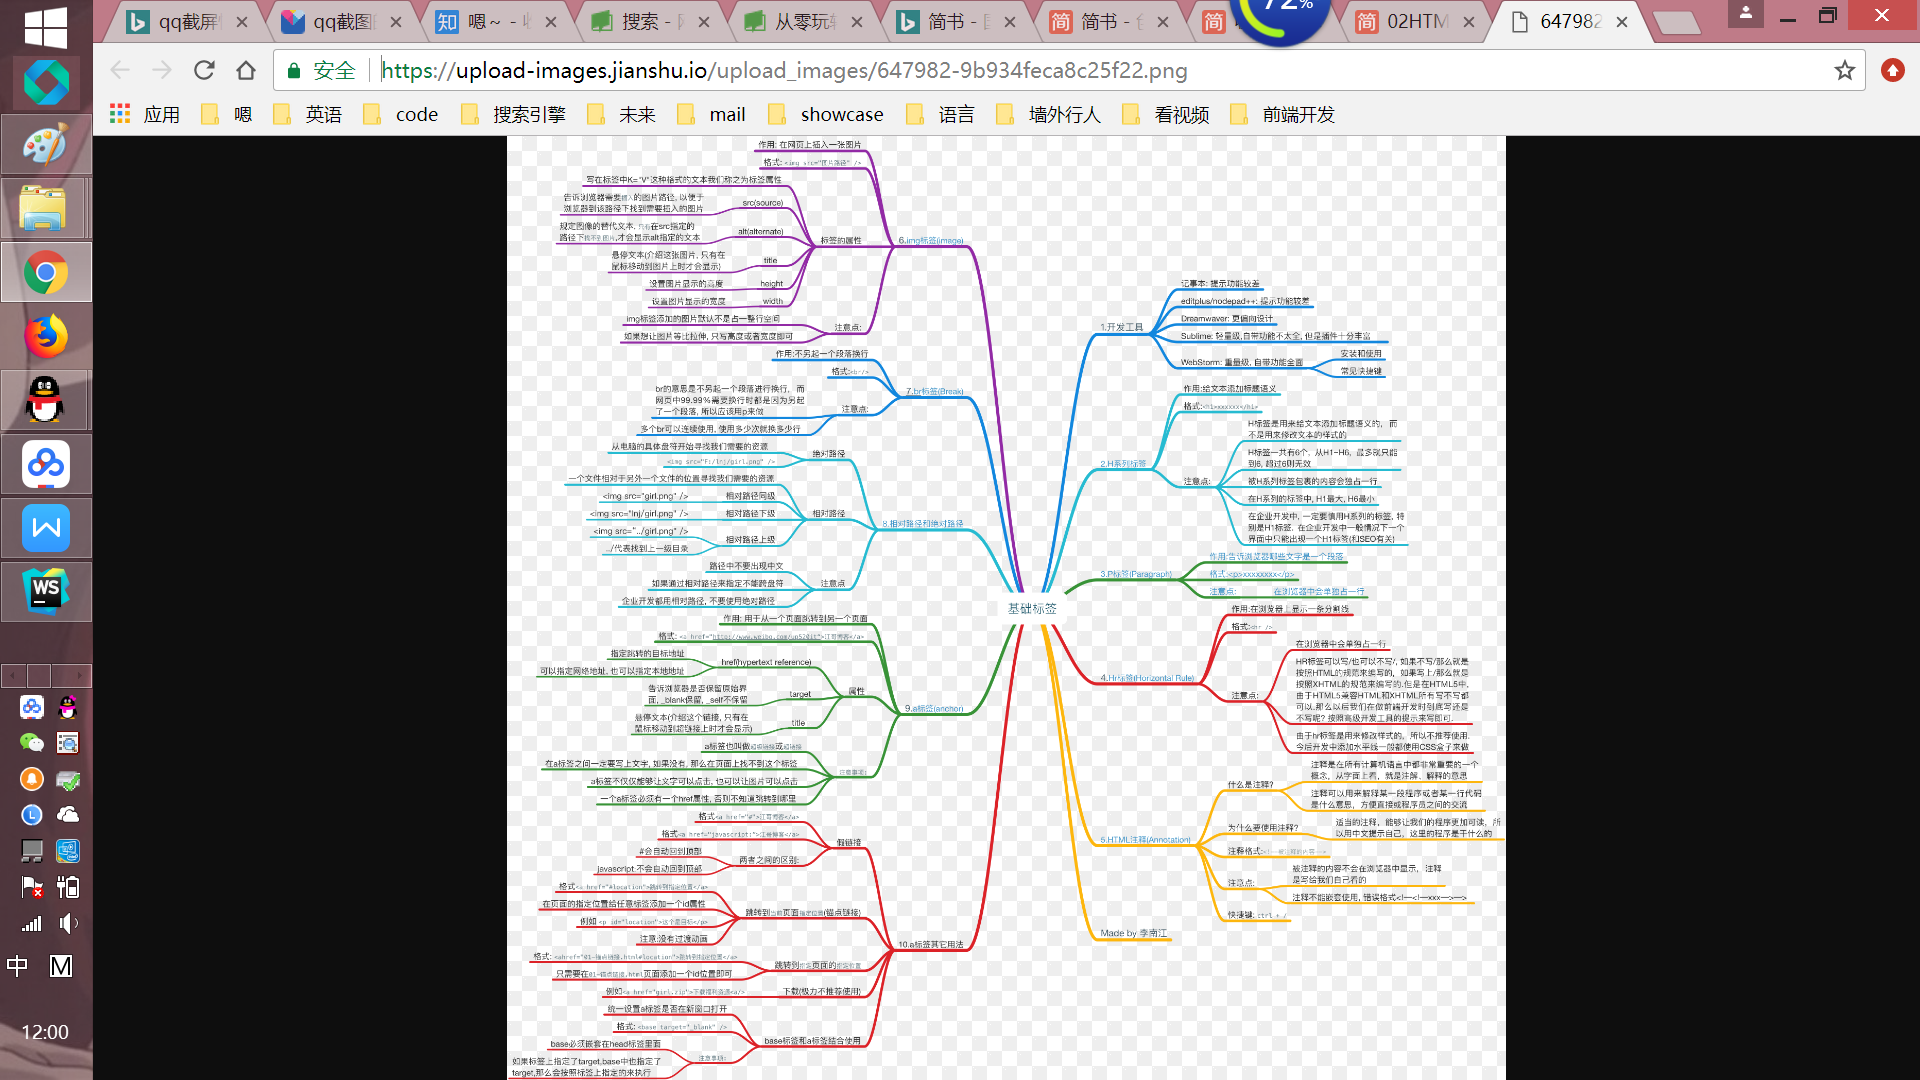 qq截屏
qq截图
嗯~ -
搜索 -
从零玩
简书 -
简书 -
02HTM
647982
72%
安全
https://upload-images.jianshu.io/upload_images/647982-9b934feca8c25f22.png
应用
嗯
英语
code
搜索引擎
未来
mail
showcase
语言
墙外行人
看视频
前端开发
作用: 在网页上插入一张图片
格式: <img src="图片路径" />
写在标签中K="V"这种格式的文本我们称之为标签属性
告诉浏览器需要插入的图片路径, 以便于
浏览器到该路径下找到需要插入的图片
src(source)
规定图像的替代文本, 只有在src指定的
路径下找不到图片,才会显示alt指定的文本
alt(alternate)
标签的属性
6.img标签(image)
悬停文本(介绍这张图片, 只有在
鼠标移动到图片上时才会显示)
title
设置图片显示的高度
height
设置图片显示的宽度
width
img标签添加的图片默认不是占一整行空间
如果想让图片等比拉伸, 只写高度或者宽度即可
注意点:
作用:不另起一个段落换行
格式:<br/>
br的意思是不另起一个段落进行换行, 而
网页中99.99%需要换行时都是因为另起
了一个段落, 所以应该用p来做
多个br可以连续使用, 使用多少次就换多少行
注意点:
7.br标签(Break)
从电脑的具体盘符开始寻找我们需要的资源
<img src="F:/lnj/girl.png" />
绝对路径
一个文件相对于另外一个文件的位置寻找我们需要的资源
<img src="girl.png" />
相对路径同级
<img src="lnj/girl.png" />
相对路径下级
相对路径
<img src="../girl.png" />
../代表找到上一级目录
相对路径上级
8.相对路径和绝对路径
路径中不要出现中文
如果通过相对路径来指定不能跨盘符
企业开发都用相对路径, 不要使用绝对路径
注意点
作用: 用于从一个页面跳转到另一个页面
格式: <a href="http://www.weibo.com/up520it">江哥博客</a>
指定跳转的目标地址
可以指定网络地址, 也可以指定本地地址
href(hypertext reference)
告诉浏览器是否保留原始界
面, _blank保留, _self不保留
target
属性
悬停文本(介绍这个链接, 只有在
鼠标移动到超链接上时才会显示)
title
9.a标签(anchor)
a标签也叫做超级链接或超链接
在a标签之间一定要写上文字, 如果没有, 那么在页面上找不到这个标签
a标签不仅仅能够让文字可以点击, 也可以让图片可以点击
一个a标签必须有一个href属性, 否则不知道跳转到哪里
注意事项:
格式<a href="#">江哥博客</a>
格式<a href="javascript:">江哥博客</a>
#会自动回到顶部
javascript:不会自动回到顶部
两者之间的区别:
假链接
格式<a href="#location">跳转到指定位置</a>
在页面的指定位置给任意标签添加一个id属性
例如 <p id="location">这个是目标</p>
注意:没有过渡动画
跳转到当前页面指定位置(锚点链接)
10.a标签其它用法
格式: <ahref="01-锚点链接.html#location">跳转到指定位置</a>
只需要在01-锚点链接.html页面添加一个id位置即可
跳转到指定页面的指定位置
例如<a href="girl.zip">下载福利资源<a/>
下载(极力不推荐使用)
统一设置a标签是否在新窗口打开
格式: <base target="_blank" />
base必须嵌套在head标签里面
如果标签上指定了target,base中也指定了
target,那么会按照标签上指定的来执行
注意事项:
base标签和a标签结合使用
基础标签
记事本: 提示功能较差
editplus/nodepad++: 提示功能较差
Dreamwaver: 更偏向设计
1.开发工具
Sublime: 轻量级,自带功能不太全, 但是插件十分丰富
WebStorm: 重量级, 自带功能全面
安装和使用
常见快捷键
作用:给文本添加标题语义
格式:<h1>xxxxxx</h1>
2.H系列标签
H标签是用来给文本添加标题语义的, 而
不是用来修改文本的样式的
H标签一共有6个, 从H1~H6, 最多就只能
到6, 超过6则无效
注意点:
被H系列标签包裹的内容会独占一行
在H系列的标签中, H1最大, H6最小
在企业开发中, 一定要慎用H系列的标签, 特
别是H1标签. 在企业开发中一般情况下一个
界面中只能出现一个H1标签(和SEO有关)
3.P标签(Paragraph)
作用:告诉浏览器哪些文字是一个段落
格式:<p>xxxxxxxx</p>
注意点:
在浏览器中会单独占一行
作用:在浏览器上显示一条分割线
格式:<hr />
4.Hr标签(Horizontal Rule)
在浏览器中会单独占一行
HR标签可以写/也可以不写/, 如果不写/那么就是
按照HTML的规范来编写的, 如果写上/那么就是
按照XHTML的规范来编写的.但是在HTML5中,
由于HTML5兼容HTML和XHTML所有写不写都
可以.那么以后我们在做前端开发时到底写还是
不写呢? 按照高级开发工具的提示来写即可.
注意点:
由于hr标签是用来修改样式的, 所以不推荐使用.
今后开发中添加水平线一般都使用CSS盒子来做
什么是注释?
注释是在所有计算机语言中都非常重要的一个
概念, 从字面上看, 就是注解、解释的意思
注释可以用来解释某一段程序或者某一行代码
是什么意思, 方便直接或程序员之间的交流
5.HTML注释(Annotation)
为什么要使用注释?
适当的注释, 能够让我们的程序更加可读, 所
以用中文提示自己, 这里的程序是干什么的
注释格式:<!--被注释的内容-->
注意点:
被注释的内容不会在浏览器中显示, 注释
是写给我们自己看的
注释不能嵌套使用, 错误格式<!—<!—xxx—>—>
快捷键: ctrl + /
Made by 李南江
WS
中
M
12:00